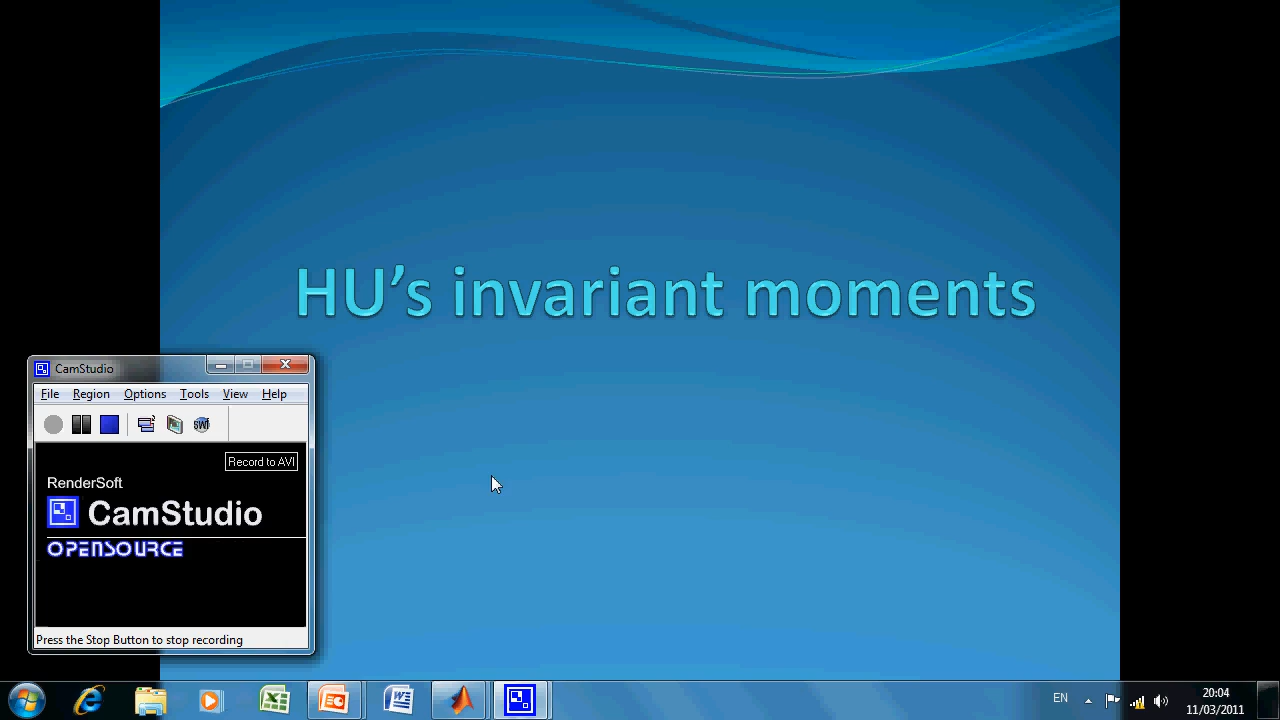 HU’s invariant moments
CamStudio
File Region Options Tools View Help
SWf
Record to AVI
RenderSoft
CamStudio
OPENSOURCE
Press the Stop Button to stop recording
EN
20:04
11/03/2011